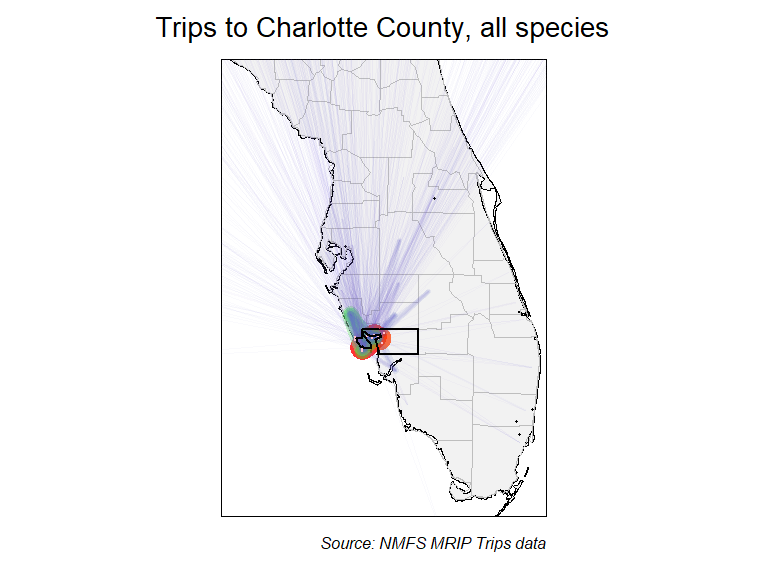 Trips to Charlotte County, all species
Source: NMFS MRIP Trips data